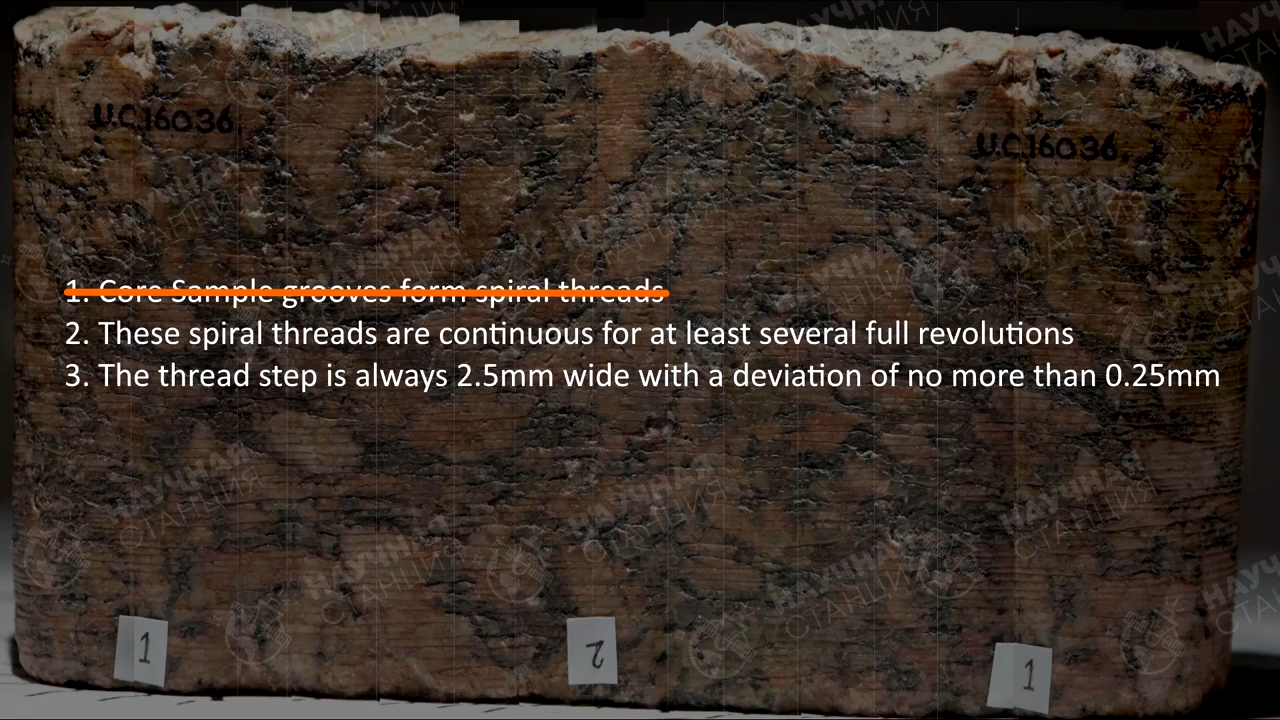 U.C.16036.
U.C.16036.
1. Core Sample grooves form spiral threads
2. These spiral threads are continuous for at least several full revolutions
3. The thread step is always 2.5mm wide with a deviation of no more than 0.25mm
НАУЧНАЯ
СТАНЦИЯ
1
2
1